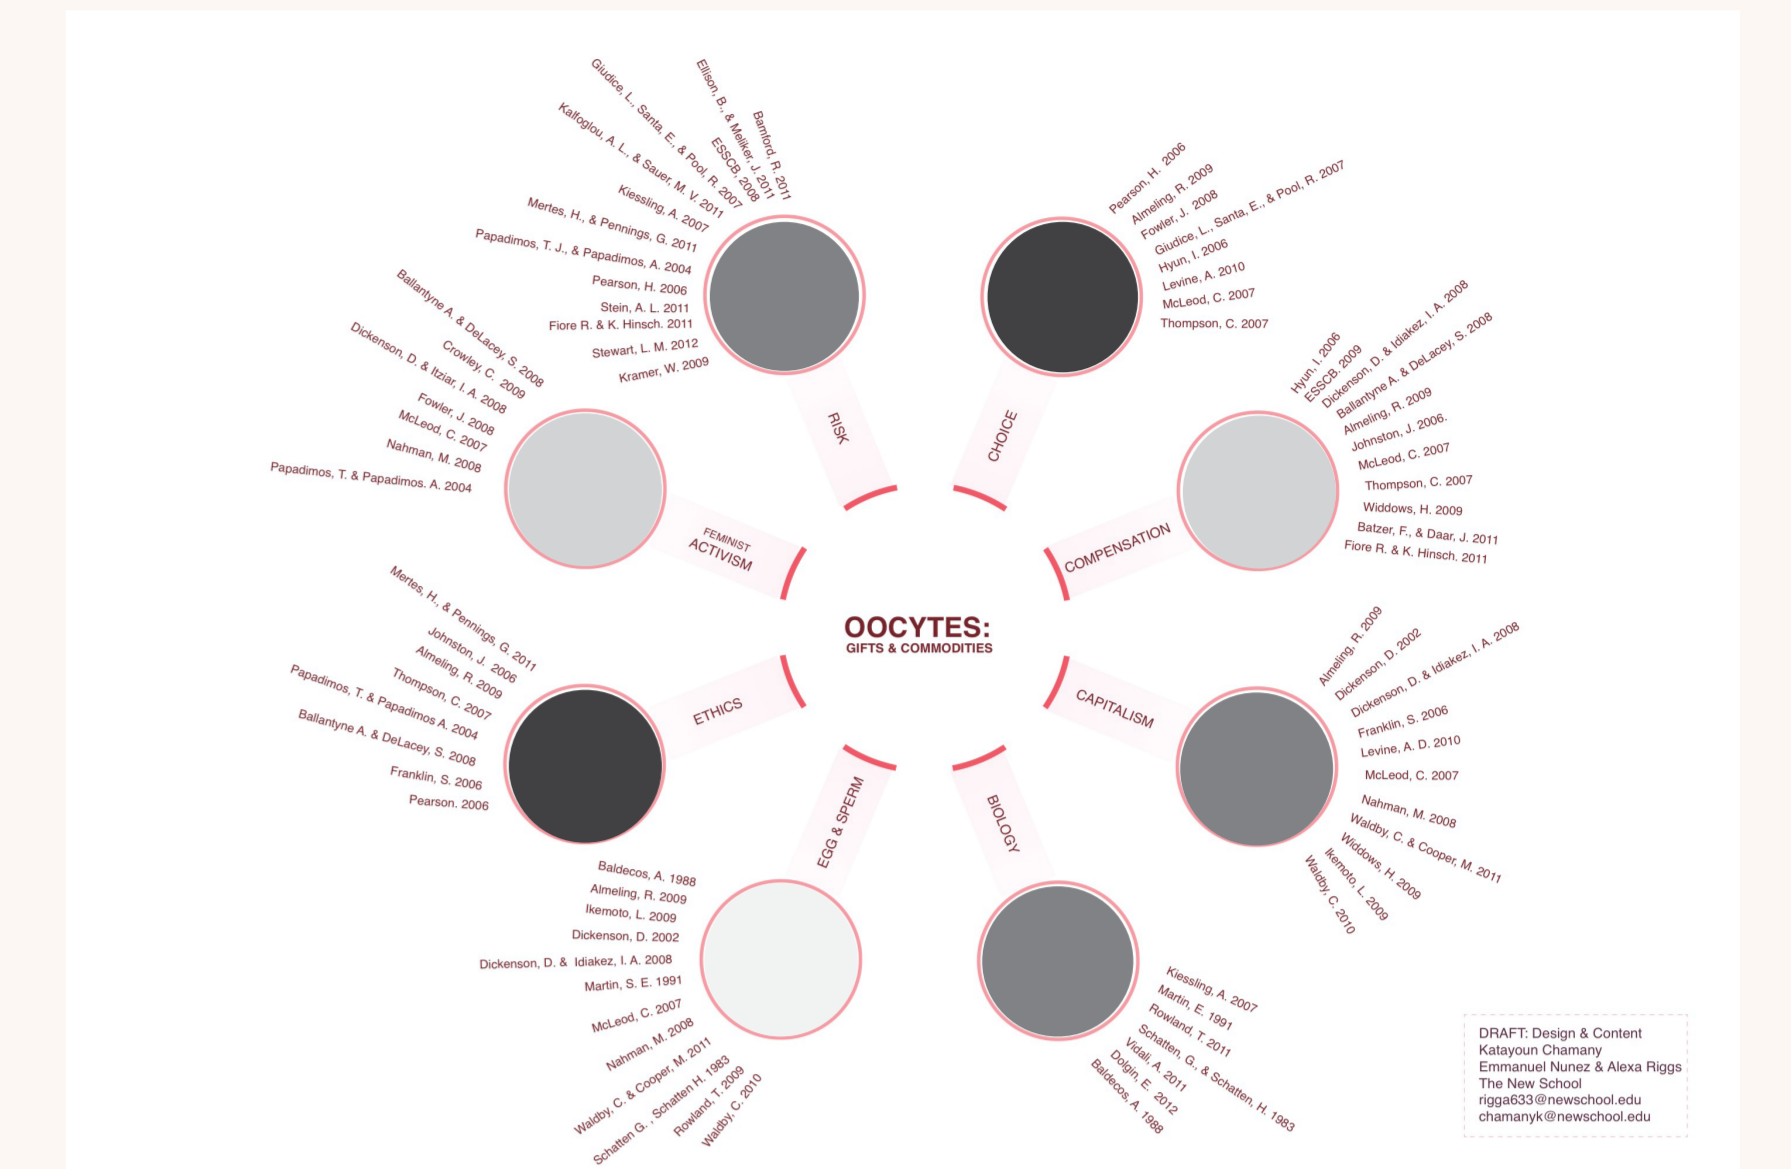 OOCYTES:
GIFTS & COMMODITIES
RISK
Bamford, R. 2011
Ellison, B., & Meliker, J. 2011
ESSCB, 2008
Giudice, L., Santa, E., & Pool, R. 2007
Kalfoglou, A. L., & Sauer, M. V. 2011
Kiessling, A. 2007
Mertes, H., & Pennings, G. 2011
Papadimos, T. J., & Papadimos, A. 2004
Pearson, H. 2006
Stein, A. L. 2011
Fiore R. & K. Hinsch. 2011
Stewart, L. M. 2012
Kramer, W. 2009
CHOICE
Pearson, H. 2006
Almeling, R. 2009
Fowler, J. 2008
Giudice, L., Santa, E., & Pool, R. 2007
Hyun, I. 2006
Levine, A. 2010
McLeod, C. 2007
Thompson, C. 2007
COMPENSATION
Hyun, I. 2006
ESSCB. 2009
Dickenson, D. & Idiakez, I. A. 2008
Ballantyne A. & DeLacey, S. 2008
Almeling, R. 2009
Johnston, J. 2006.
McLeod, C. 2007
Thompson, C. 2007
Widdows, H. 2009
Batzer, F., & Daar, J. 2011
Fiore R. & K. Hinsch. 2011
CAPITALISM
Almeling, R. 2009
Dickenson, D. 2002
Dickenson, D. & Idiakez, I. A. 2008
Franklin, S. 2006
Levine, A. D. 2010
McLeod, C. 2007
Nahman, M. 2008
Waldby, C. & Cooper, M. 2011
Widdows, H. 2009
Ikemoto, L. 2009
Waldby, C. 2010
BIOLOGY
Kiessling, A. 2007
Martin, E. 1991
Rowland, T. 2011
Schatten, G., & Schatten, H. 1983
Vidali, A. 2011
Dolgin, E. 2012
Baldecos, A. 1988
EGG & SPERM
Baldecos, A. 1988
Almeling, R. 2009
Ikemoto, L. 2009
Dickenson, D. 2002
Dickenson, D. & Idiakez, I. A. 2008
Martin, S. E. 1991
McLeod, C. 2007
Nahman, M. 2008
Waldby, C. & Cooper, M. 2011
Schatten G. , Schatten H. 1983
Rowland, T. 2009
Waldby, C. 2010
ETHICS
Mertes, H., & Pennings, G. 2011
Johnston, J. 2006
Almeling, R. 2009
Thompson, C. 2007
Papadimos, T. & Papadimos A. 2004
Ballantyne A. & DeLacey, S. 2008
Franklin, S. 2006
Pearson. 2006
FEMINIST
ACTIVISM
Ballantyne A. & DeLacey, S. 2008
Crowley, C. 2009
Dickenson, D. & Itziar, I. A. 2008
Fowler, J. 2008
McLeod, C. 2007
Nahman, M. 2008
Papadimos, T. & Papadimos. A. 2004
DRAFT: Design & Content
Katayoun Chamany
Emmanuel Nunez & Alexa Riggs
The New School
rigga633@newschool.edu
chamanyk@newschool.edu